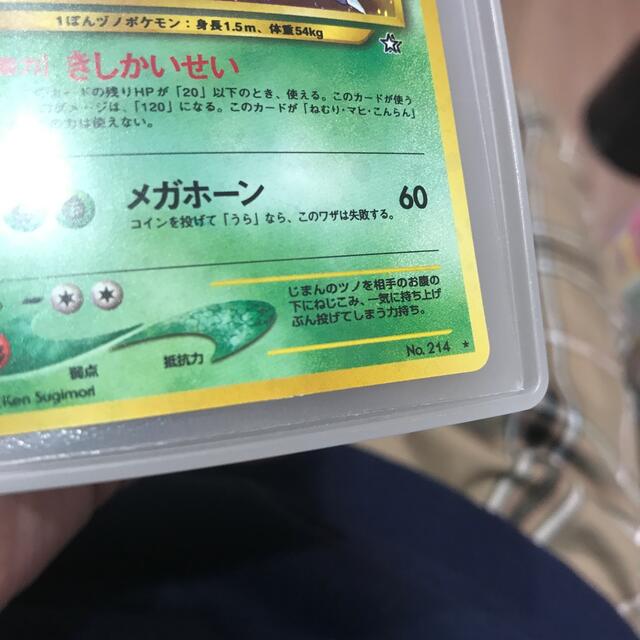 1ぽんヅノポケモン：身長1.5m、体重54kg
きしかいせい
ードの残りHPが「20」以下のとき、使える。このカードが使う
ダメージは、「120」になる。このカードが「ねむり・マヒ・こんらん」
の力は使えない。
メガホーン 60
コインを投げて「うら」なら、このワザは失敗する。
じまんのツノを相手のお腹の
下にねじこみ、一気に持ち上げ
ぶん投げてしまう力持ち。
弱点 抵抗力
No. 214 ★
Ken Sugimori